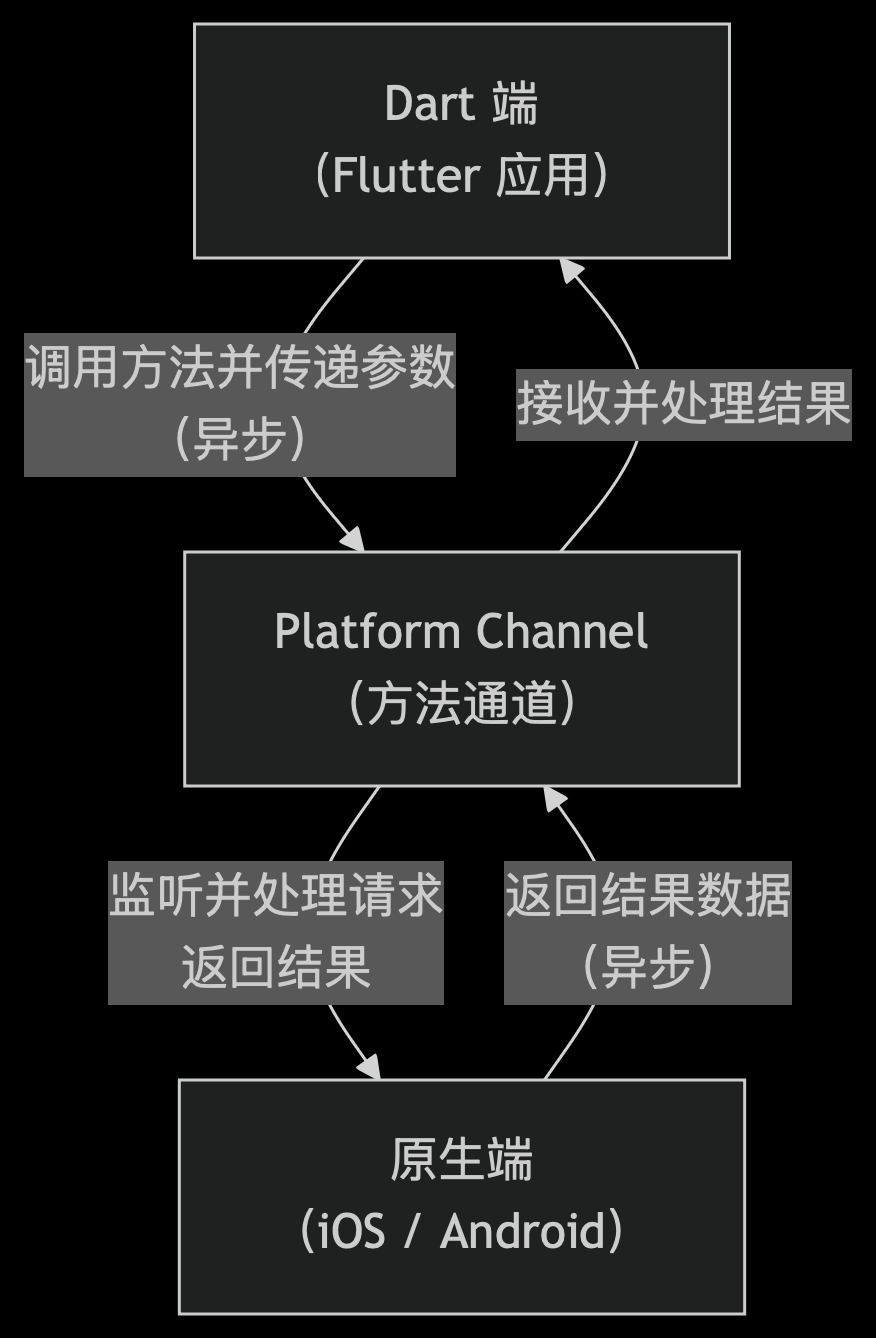 Dart 端
(Flutter 应用)
调用方法并传递参数
(异步)
接收并处理结果
Platform Channel
(方法通道)
监听并处理请求
返回结果
返回结果数据
(异步)
原生端
(iOS / Android)